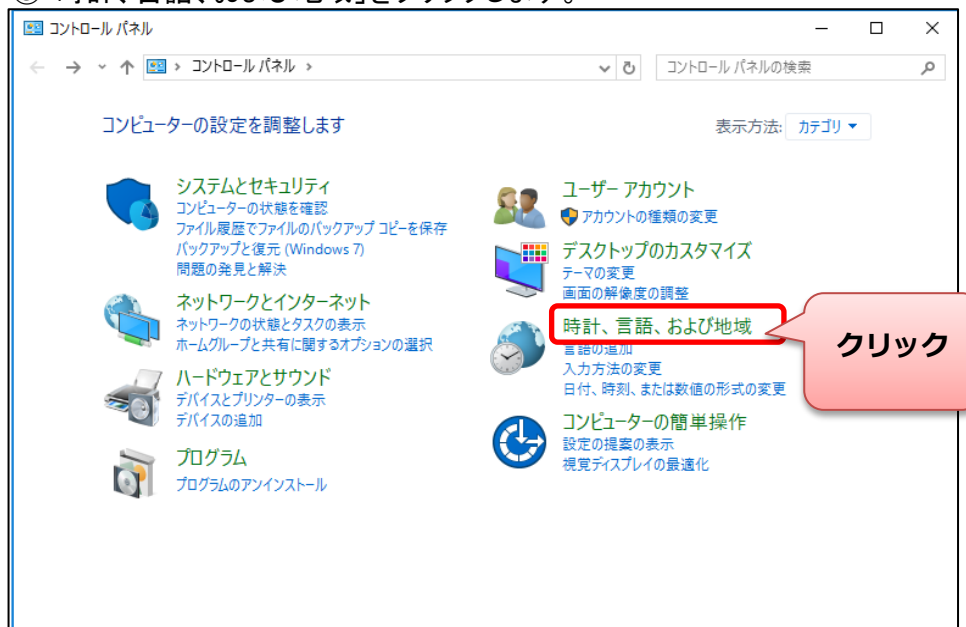 時計、言語、および地域」をクリックします。
コントロール パネル
コントロール パネル
コントロール パネルの検索
コンピューターの設定を調整します
表示方法: カテゴリ
システムとセキュリティ
コンピューターの状態を確認
ファイル履歴でファイルのバックアップ コピーを保存
バックアップと復元 (Windows 7)
問題の発見と解決
ネットワークとインターネット
ネットワークの状態とタスクの表示
ホームグループと共有に関するオプションの選択
ハードウェアとサウンド
デバイスとプリンターの表示
デバイスの追加
プログラム
プログラムのアンインストール
ユーザー アカウント
アカウントの種類の変更
デスクトップのカスタマイズ
テーマの変更
画面の解像度の調整
時計、言語、および地域
言語の追加
入力方法の変更
日付、時刻、または数値の形式の変更
コンピューターの簡単操作
設定の提案の表示
視覚ディスプレイの最適化
クリック